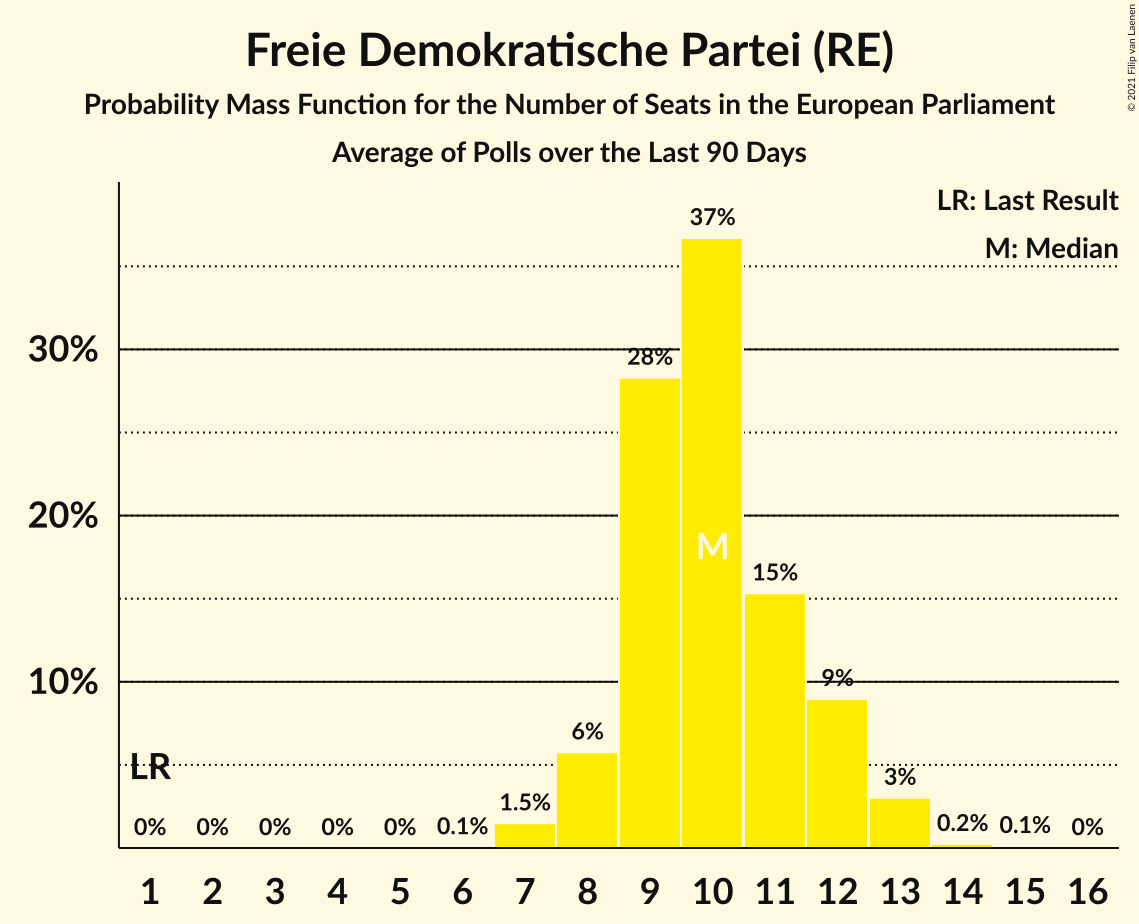 Freie Demokratische Partei (RE)
Probability Mass Function for the Number of Seats in the European Parliament
Average of Polls over the Last 90 Days
© 2021 Filip van Laenen
LR: Last Result
M: Median
37%
30%
28%
20%
M
15%
10%
9%
6%
LR
3%
1.5%
0% 0% 0% 0% 0% 0.1% 0.2% 0.1% 0%
1 2 3 4 5 6 7 8 9 10 11 12 13 14 15 16